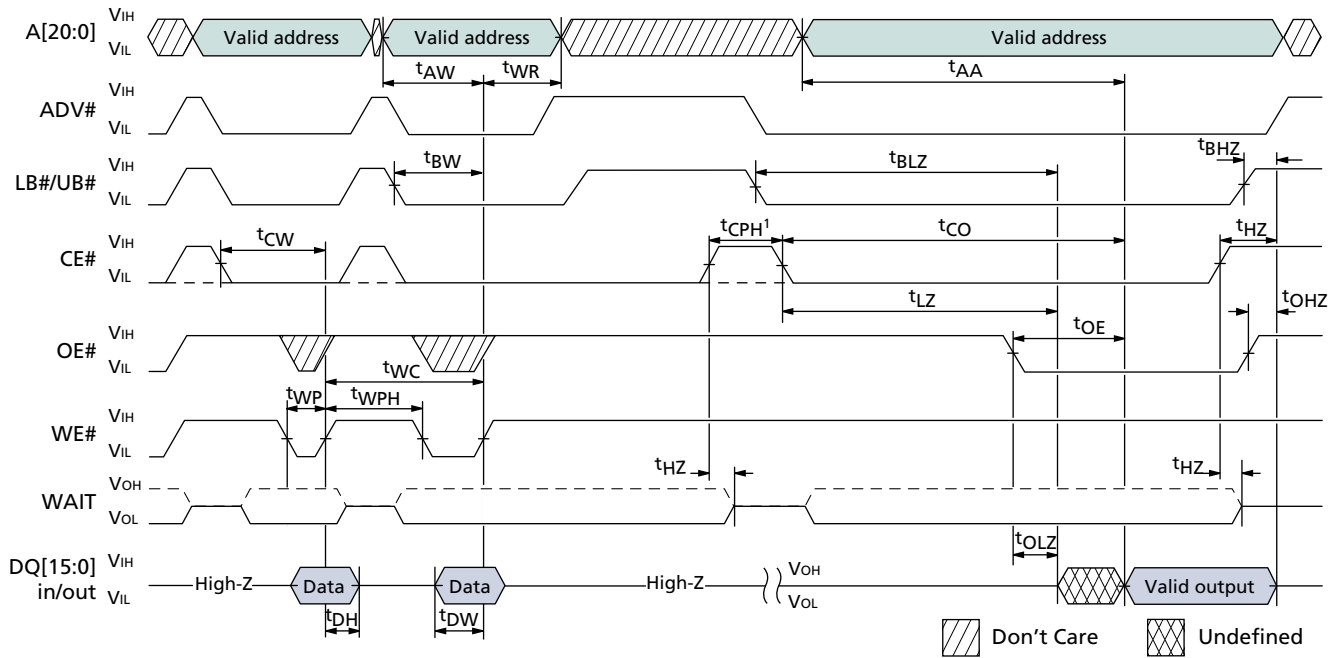 A[20:0] VIH VIL Valid address Valid address Valid address
tAW tWR tAA
ADV# VIH VIL
LB#/UB# VIH VIL tBW tBLZ tBHZ
CE# VIH VIL tCW tCPH1 tCO tHZ
tLZ tOHZ
OE# VIH VIL tOE
tWC
WE# VIH VIL tWP tWPH
WAIT VOH VOL tHZ tHZ
tOLZ
DQ[15:0] in/out VIH VIL High-Z Data Data High-Z VOH VOL Valid output
tDH tDW
Don't Care Undefined